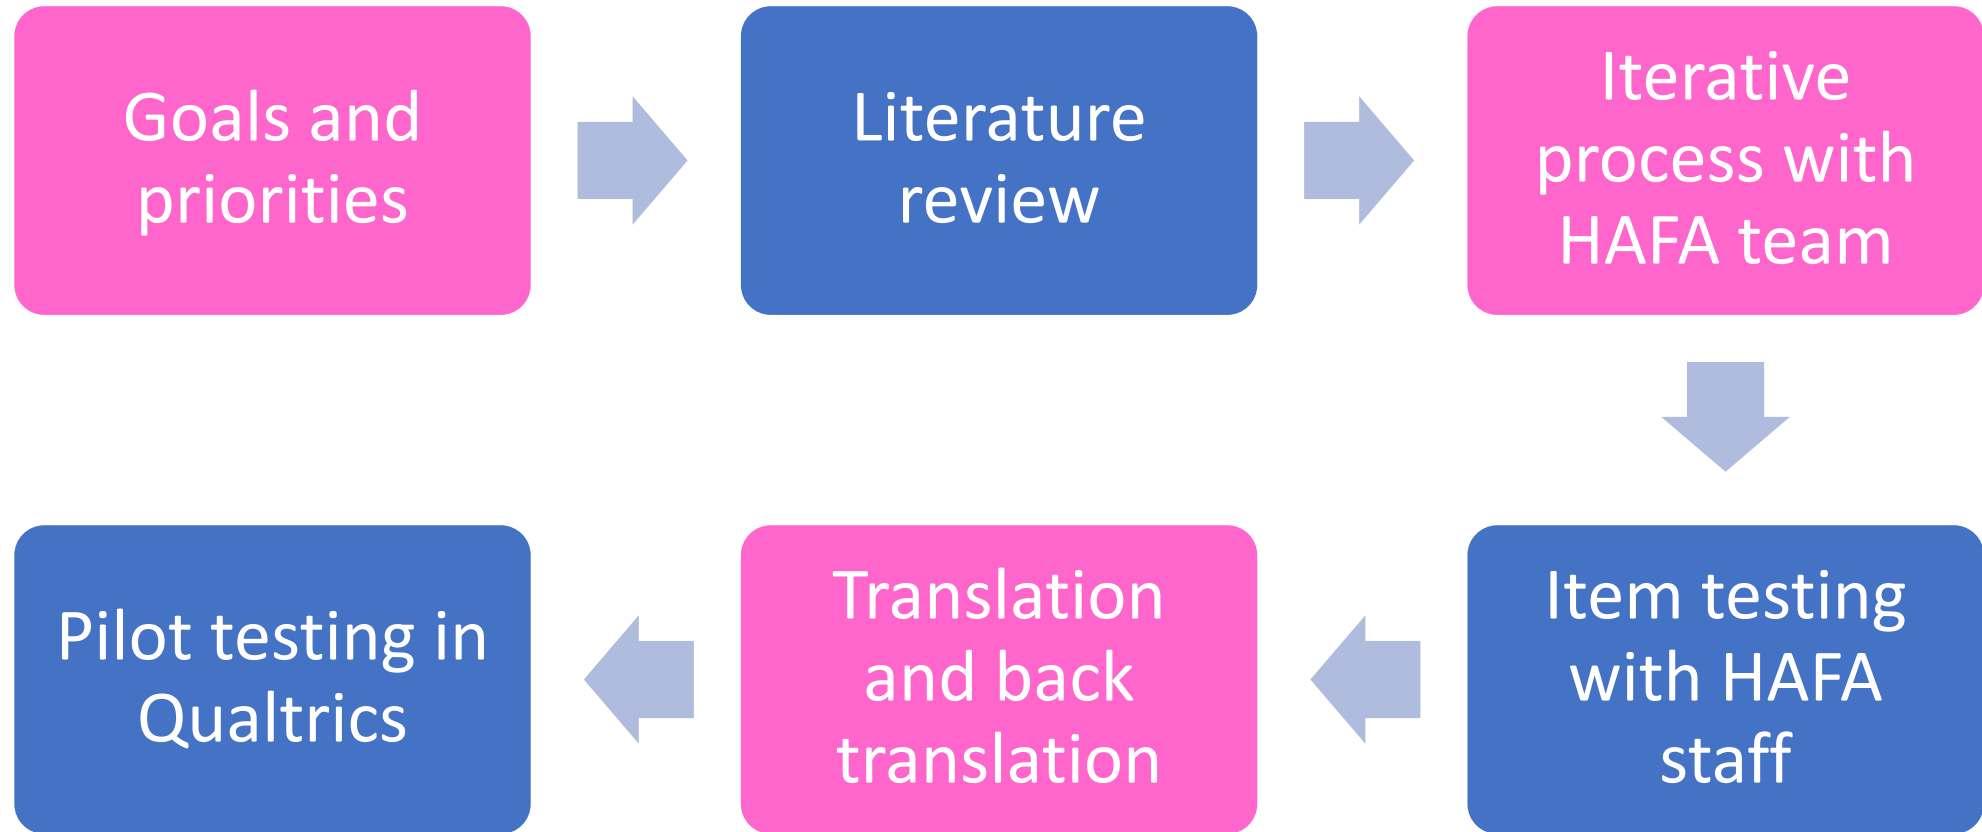 Goals and
priorities
Literature
review
Iterative
process with
HAFA team
Item testing
with HAFA
staff
Translation
and back
translation
Pilot testing in
Qualtrics